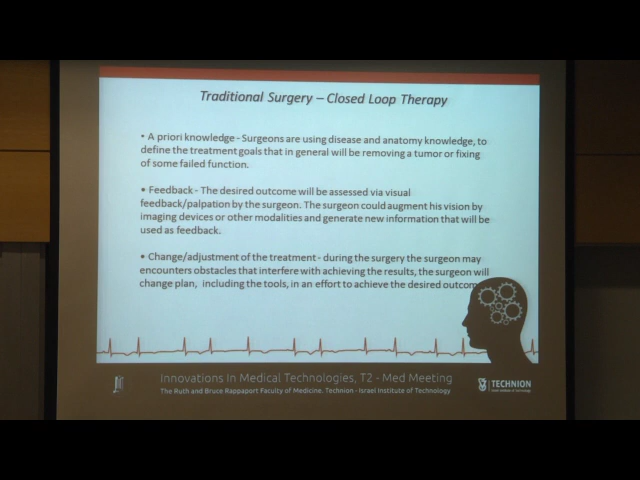 Traditional Surgery – Closed Loop Therapy
• A priori knowledge - Surgeons are using disease and anatomy knowledge, to
define the treatment goals that in general will be removing a tumor or fixing
of some failed function.
• Feedback - The desired outcome will be assessed via visual
feedback/palpation by the surgeon. The surgeon could augment his vision by
imaging devices or other modalities and generate new information that will be
used as feedback.
• Change/adjustment of the treatment - during the surgery the surgeon may
encounters obstacles that interfere with achieving the results, the surgeon will
change plan, including the tools, in an effort to achieve the desired outcom
Innovations in Medical Technologies, T2 - Med Meeting
The Ruth and Bruce Rappaport Faculty of Medicine. Technion - Israel Institute of Technology
TECHNION
Israel Institute of Technology